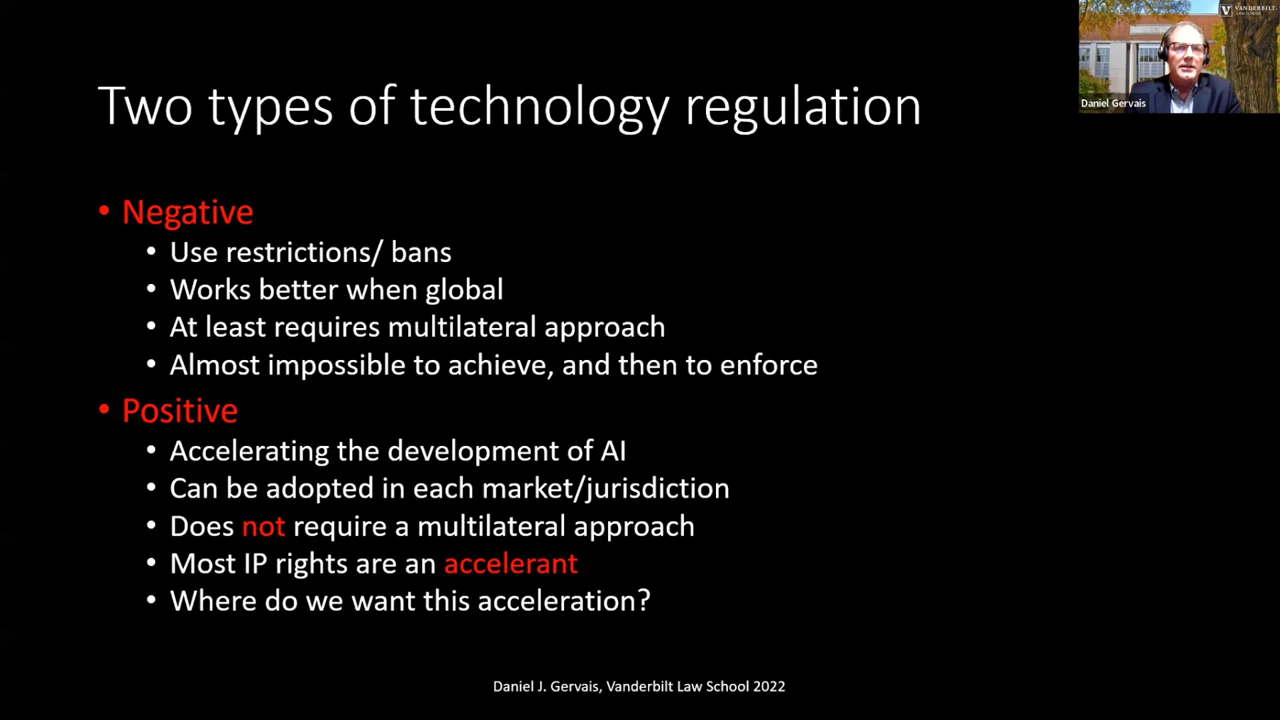 VANDERBILT
LAW SCHOOL
Daniel Gervais
Two types of technology regulation
• Negative
• Use restrictions/ bans
• Works better when global
• At least requires multilateral approach
• Almost impossible to achieve, and then to enforce
• Positive
• Accelerating the development of AI
• Can be adopted in each market/jurisdiction
• Does not require a multilateral approach
• Most IP rights are an accelerant
• Where do we want this acceleration?
Daniel J. Gervais, Vanderbilt Law School 2022